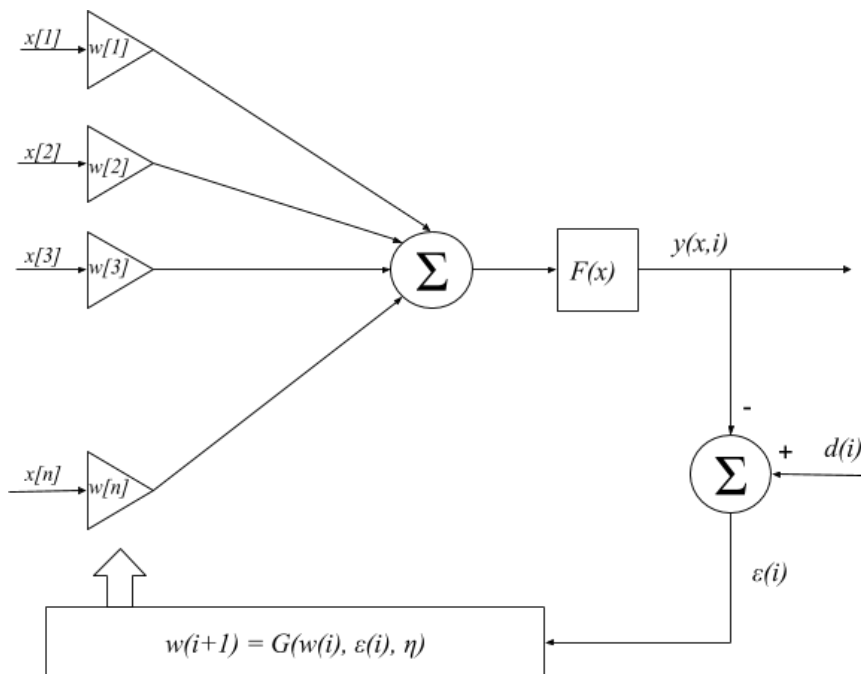 x[1]
w[1]
x[2]
w[2]
x[3]
w[3]
Σ
F(x)
y(x,i)
-
+
d(i)
x[n]
w[n]
Σ
ε(i)
w(i+1) = G(w(i), ε(i), η)